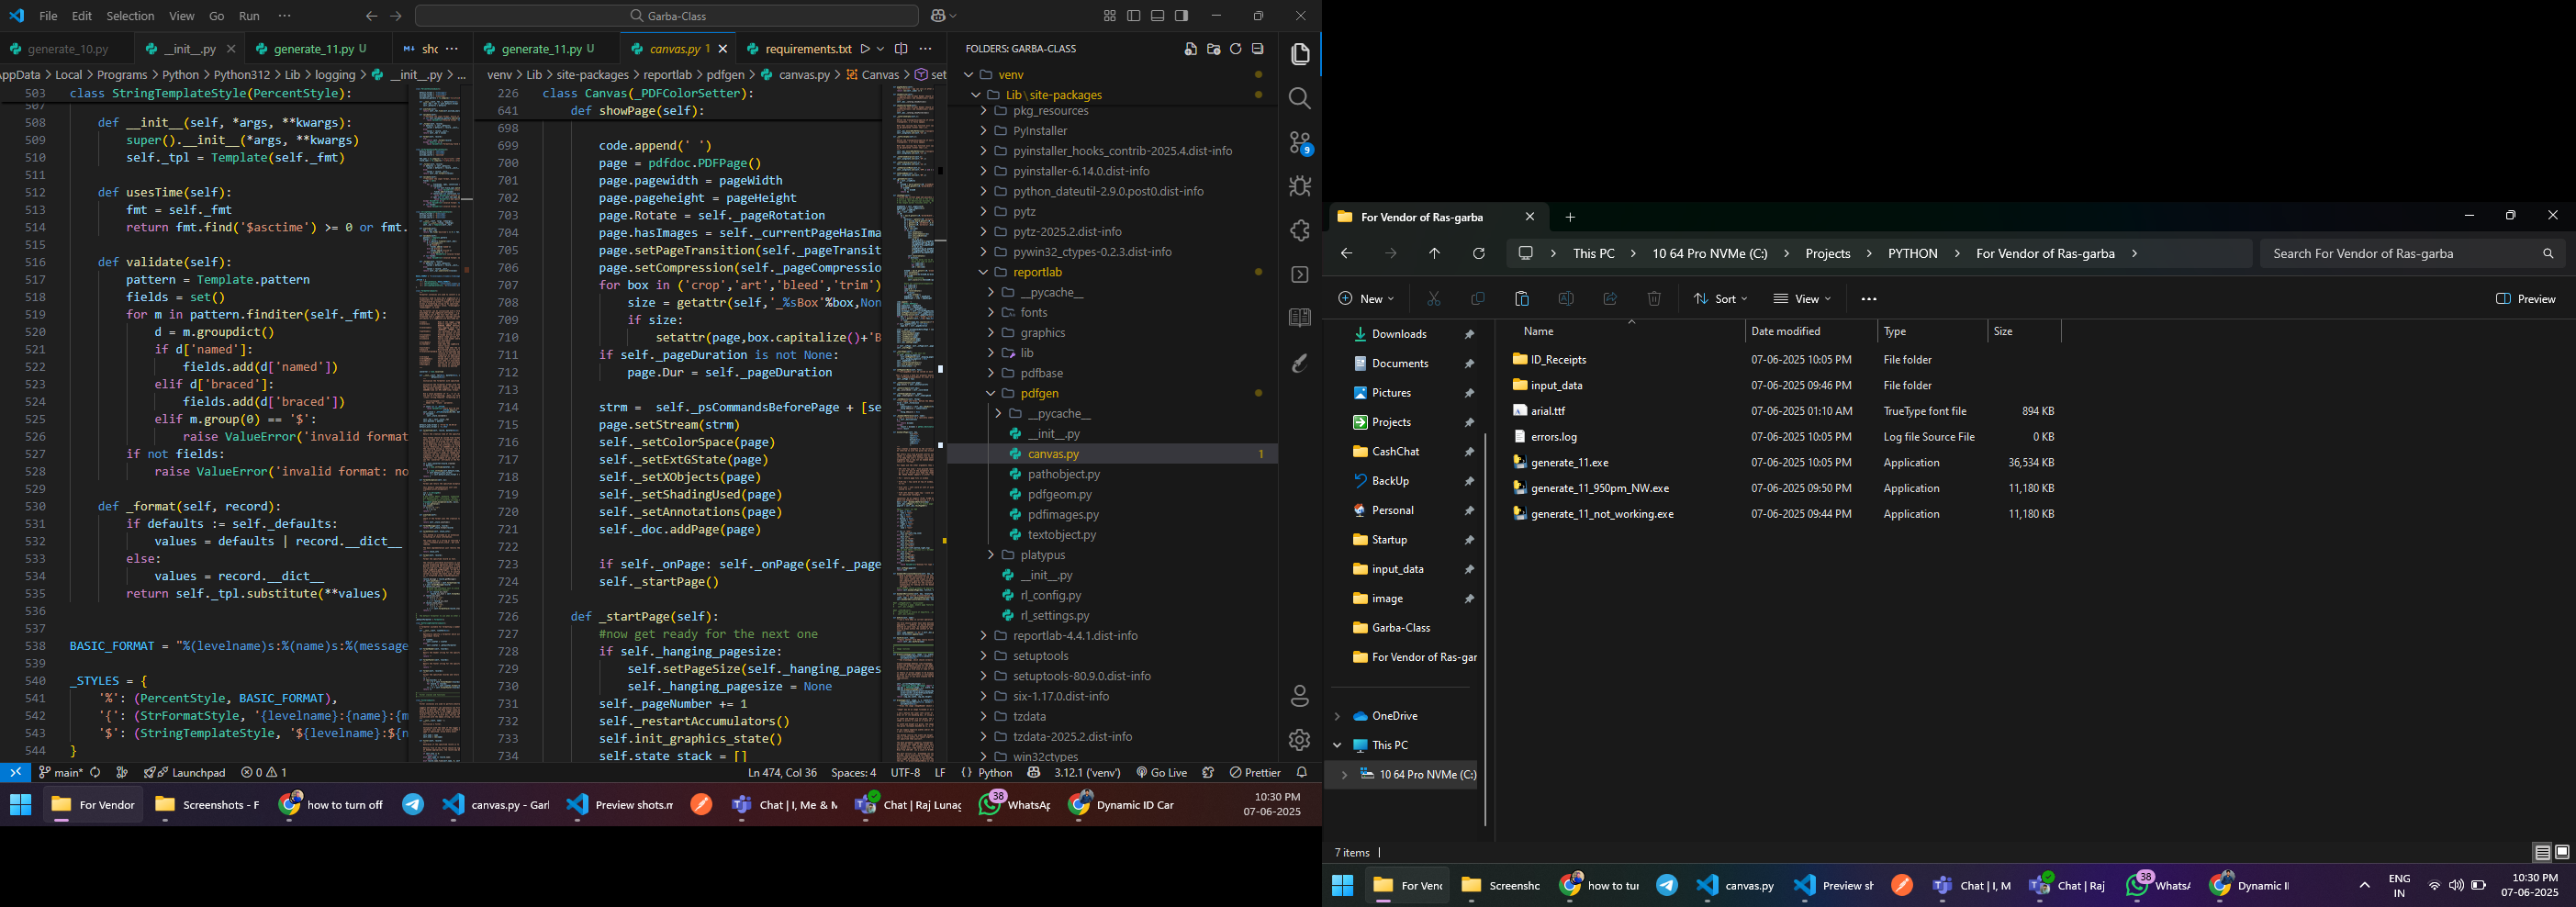 File Edit Selection View Go Run ··· Garba-Class
generate_10.py __init__.py generate_11.py U
ppData > Local > Programs > Python > Python312 > Lib > logging > __init__.py > ...
503 class StringTemplateStyle(PercentStyle):
507
508 def __init__(self, *args, **kwargs):
509 super().__init__(*args, **kwargs)
510 self._tpl = Template(self._fmt)
511
512 def usesTime(self):
513 fmt = self._fmt
514 return fmt.find('$asctime') >= 0 or fmt.
515
516 def validate(self):
517 pattern = Template.pattern
518 fields = set()
519 for m in pattern.finditer(self._fmt):
520 d = m.groupdict()
521 if d['named']:
522 fields.add(d['named'])
523 elif d['braced']:
524 fields.add(d['braced'])
525 elif m.group(0) == '$':
526 raise ValueError('invalid format
527 if not fields:
528 raise ValueError('invalid format: no
529
530 def _format(self, record):
531 if defaults := self._defaults:
532 values = defaults | record.__dict__
533 else:
534 values = record.__dict__
535 return self._tpl.substitute(**values)
536
537
538 BASIC_FORMAT = "%(levelname)s:%(name)s:%(message
539
540 _STYLES = {
541 '%': (PercentStyle, BASIC_FORMAT),
542 '{': (StrFormatStyle, '{levelname}:{name}:{m
543 '$': (StringTemplateStyle, '${levelname}:${n
544 }
generate_11.py U canvas.py 1 requirements.txt
venv > Lib > site-packages > reportlab > pdfgen > canvas.py > Canvas > set
226 class Canvas(_PDFColorSetter):
641 def showPage(self):
698
699 code.append(' ')
700 page = pdfdoc.PDFPage()
701 page.pagewidth = pageWidth
702 page.pageheight = pageHeight
703 page.Rotate = self._pageRotation
704 page.hasImages = self._currentPageHasIma
705 page.setPageTransition(self._pageTransit
706 page.setCompression(self._pageCompressio
707 for box in ('crop','art','bleed','trim')
708 size = getattr(self,'_%sBox'%box,Non
709 if size:
710 setattr(page,box.capitalize()+'B
711 if self._pageDuration is not None:
712 page.Dur = self._pageDuration
713
714 strm = self._psCommandsBeforePage + [se
715 page.setStream(strm)
716 self._setColorSpace(page)
717 self._setExtGState(page)
718 self._setXObjects(page)
719 self._setShadingUsed(page)
720 self._setAnnotations(page)
721 self._doc.addPage(page)
722
723 if self._onPage: self._onPage(self._page
724 self._startPage()
725
726 def _startPage(self):
727 #now get ready for the next one
728 if self._hanging_pagesize:
729 self.setPageSize(self._hanging_pages
730 self._hanging_pagesize = None
731 self._pageNumber += 1
732 self._restartAccumulators()
733 self.init_graphics_state()
734 self.state_stack = []
FOLDERS: GARBA-CLASS
venv
Lib\site-packages
pkg_resources
PyInstaller
pyinstaller_hooks_contrib-2025.4.dist-info
pyinstaller-6.14.0.dist-info
python_dateutil-2.9.0.post0.dist-info
pytz
pytz-2025.2.dist-info
pywin32_ctypes-0.2.3.dist-info
reportlab
__pycache__
fonts
graphics
lib
pdfbase
pdfgen
__pycache__
__init__.py
canvas.py 1
pathobject.py
pdfgeom.py
pdfimages.py
textobject.py
platypus
__init__.py
rl_config.py
rl_settings.py
reportlab-4.4.1.dist-info
setuptools
setuptools-80.9.0.dist-info
six-1.17.0.dist-info
tzdata
tzdata-2025.2.dist-info
win32ctypes
9
main* Launchpad 0 1 Ln 474, Col 36 Spaces: 4 UTF-8 LF {} Python 3.12.1 ('venv') Go Live Prettier
For Vendor Screenshots - F how to turn off canvas.py - Garl Preview shots.m Chat | I, Me & M Chat | Raj Lunag 38 WhatsAp Dynamic ID Car 10:30 PM
07-06-2025
For Vendor of Ras-garba
This PC > 10 64 Pro NVMe (C:) > Projects > PYTHON > For Vendor of Ras-garba > Search For Vendor of Ras-garba
New Sort View ··· Preview
Downloads
Documents
Pictures
Projects
CashChat
BackUp
Personal
Startup
input_data
image
Garba-Class
For Vendor of Ras-gar
OneDrive
This PC
10 64 Pro NVMe (C:)
Name Date modified Type Size
ID_Receipts 07-06-2025 10:05 PM File folder
input_data 07-06-2025 09:46 PM File folder
arial.ttf 07-06-2025 01:10 AM TrueType font file 894 KB
errors.log 07-06-2025 10:05 PM Log file Source File 0 KB
generate_11.exe 07-06-2025 10:05 PM Application 36,534 KB
generate_11_950pm_NW.exe 07-06-2025 09:50 PM Application 11,180 KB
generate_11_not_working.exe 07-06-2025 09:44 PM Application 11,180 KB
7 items
For Venc Screensho how to tur canvas.py Preview sh Chat | I, M Chat | Raj 38 WhatsA Dynamic I ENG
IN 10:30 PM
07-06-2025